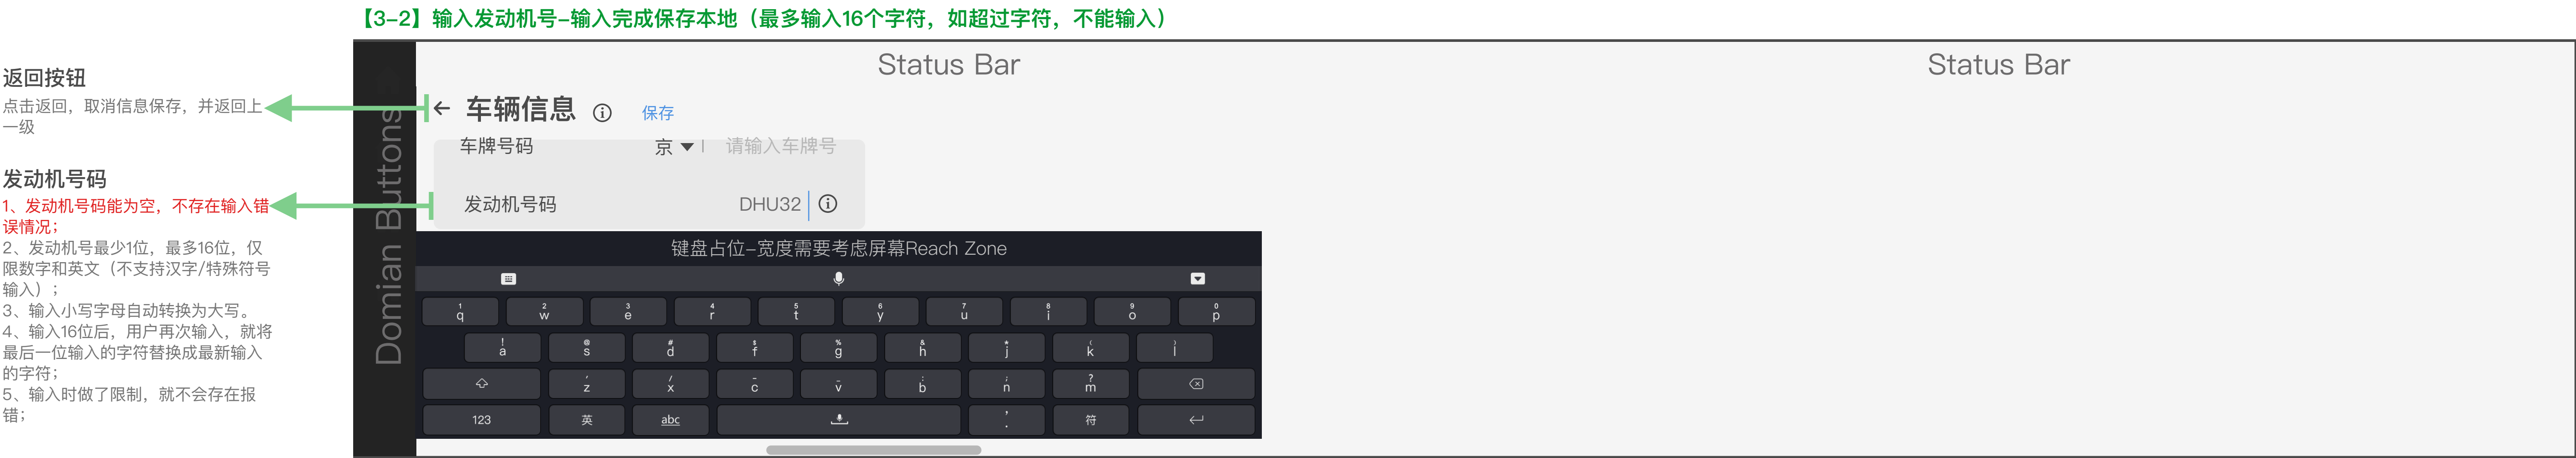 【3-2】输入发动机号-输入完成保存本地（最多输入16个字符，如超过字符，不能输入）
Status Bar
Status Bar
返回按钮
点击返回，取消信息保存，并返回上
一级
发动机号码
1、发动机号码能为空，不存在输入错
误情况；
2、发动机号最少1位，最多16位，仅
限数字和英文（不支持汉字/特殊符号
输入）；
3、输入小写字母自动转换为大写。
4、输入16位后，用户再次输入，就将
最后一位输入的字符替换成最新输入
的字符；
5、输入时做了限制，就不会存在报
错；
Domian Buttons
车辆信息
保存
车牌号码 京 请输入车牌号
发动机号码 DHU32
键盘占位-宽度需要考虑屏幕Reach Zone
1 2 3 4 5 6 7 8 9 0
q w e r t y u i o p
! @ # $ % & * ( )
a s d f g h j k l
' / - _ : ; ?
z x c v b n m
123 英 abc , . 符